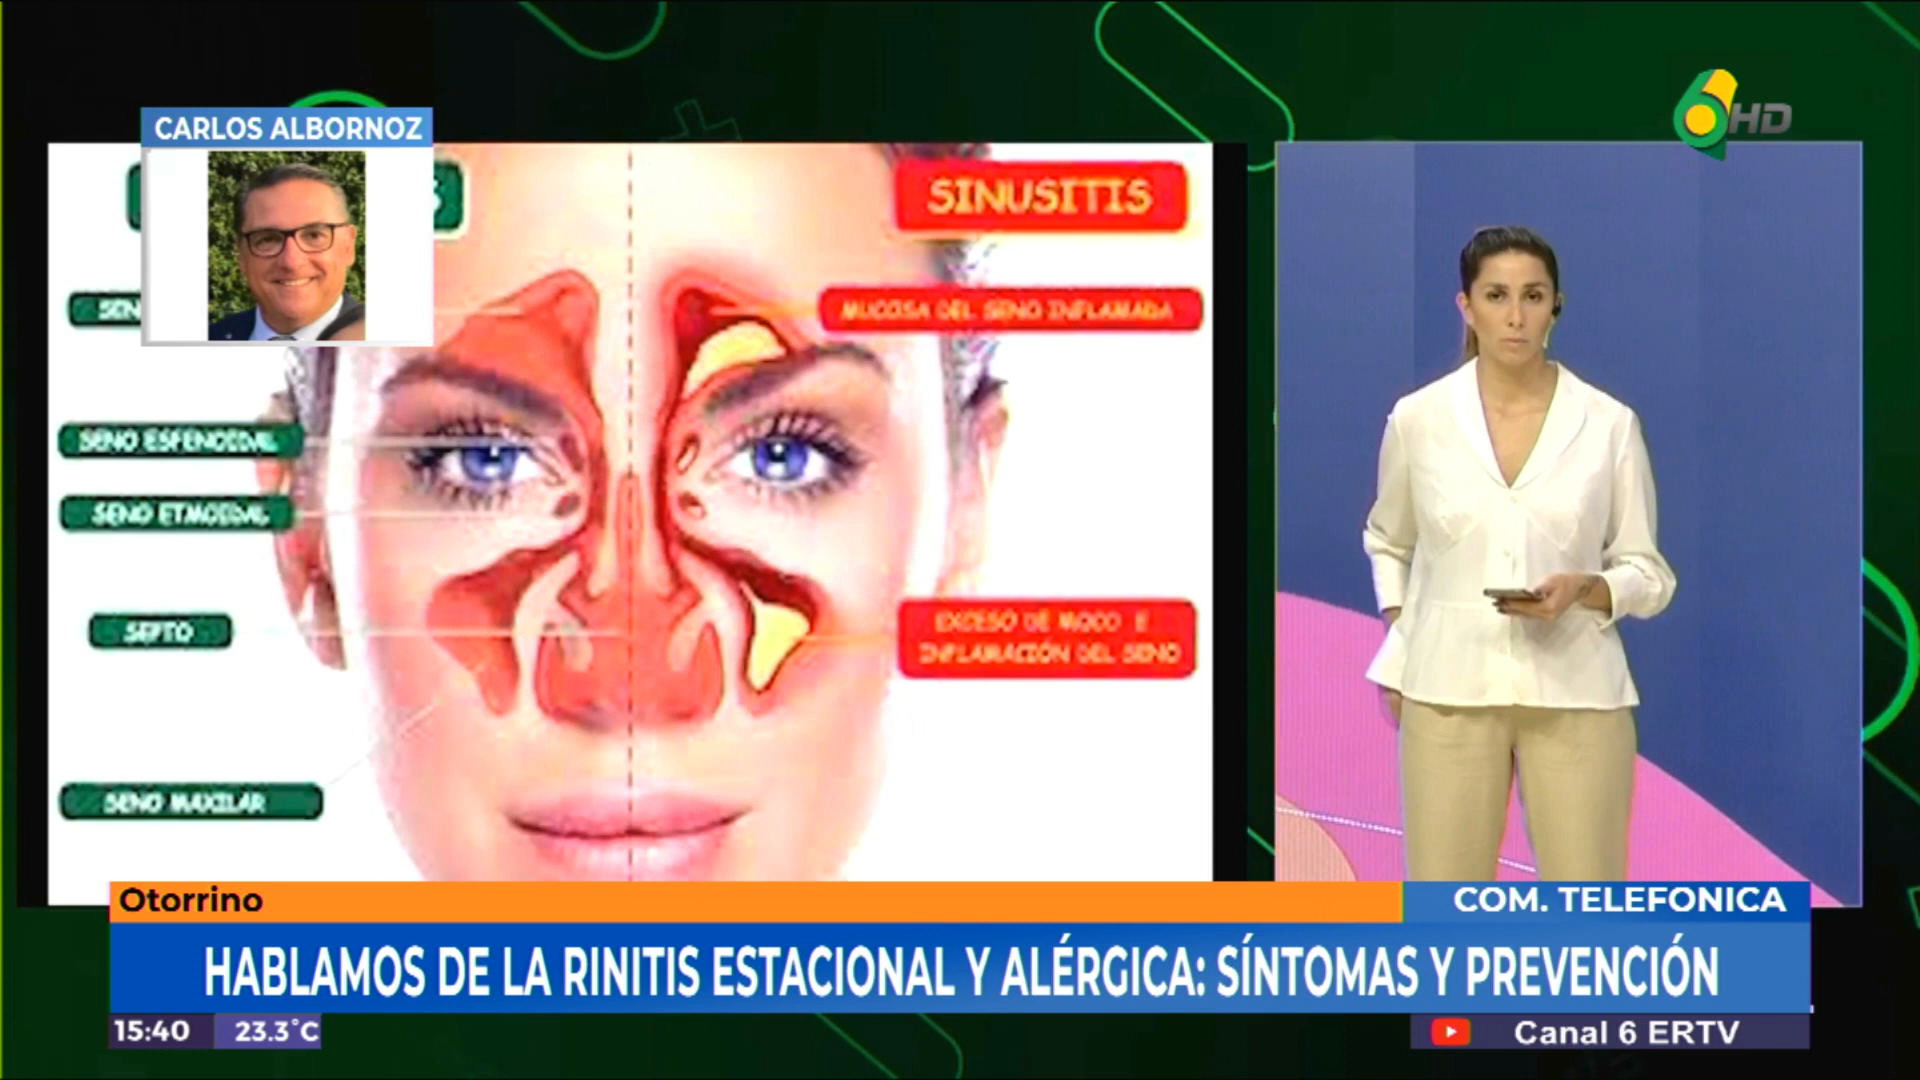 CARLOS ALBORNOZ
6HD
SINUSITIS
MUCOSA DEL SENO INFLAMADA
SENO ESFENOIDAL
SENO ETMOIDAL
SEPTO
EXCESO DE MOCO E
INFLAMACIÓN DEL SENO
SENO MAXILAR
Otorrino
COM. TELEFONICA
HABLAMOS DE LA RINITIS ESTACIONAL Y ALÉRGICA: SÍNTOMAS Y PREVENCIÓN
15:40 23.3°C
Canal 6 ERTV